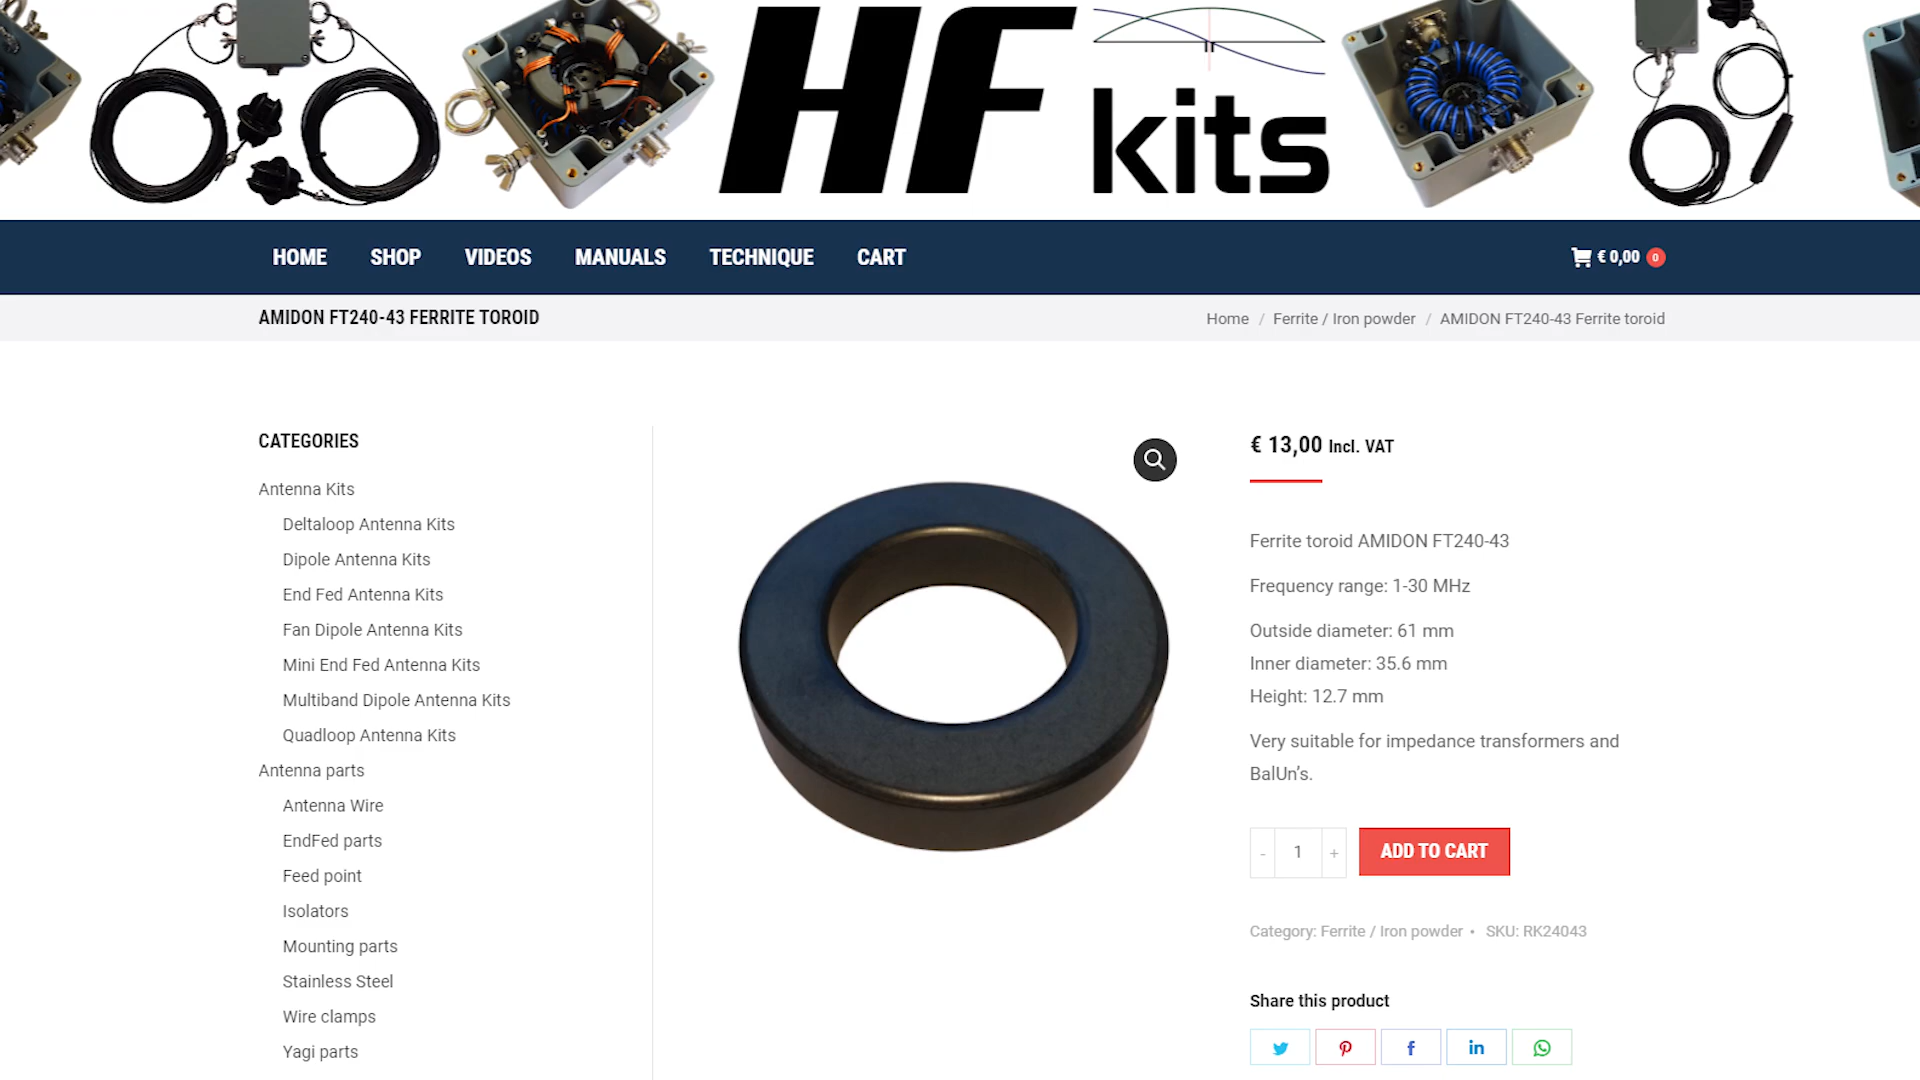 HF
kits
HOME SHOP VIDEOS MANUALS TECHNIQUE CART € 0,00 0
AMIDON FT240-43 FERRITE TOROID
Home / Ferrite / Iron powder / AMIDON FT240-43 Ferrite toroid
CATEGORIES
Antenna Kits
Deltaloop Antenna Kits
Dipole Antenna Kits
End Fed Antenna Kits
Fan Dipole Antenna Kits
Mini End Fed Antenna Kits
Multiband Dipole Antenna Kits
Quadloop Antenna Kits
Antenna parts
Antenna Wire
EndFed parts
Feed point
Isolators
Mounting parts
Stainless Steel
Wire clamps
Yagi parts
€ 13,00 Incl. VAT
Ferrite toroid AMIDON FT240-43
Frequency range: 1-30 MHz
Outside diameter: 61 mm
Inner diameter: 35.6 mm
Height: 12.7 mm
Very suitable for impedance transformers and
BalUn’s.
- 1 + ADD TO CART
Category: Ferrite / Iron powder • SKU: RK24043
Share this product